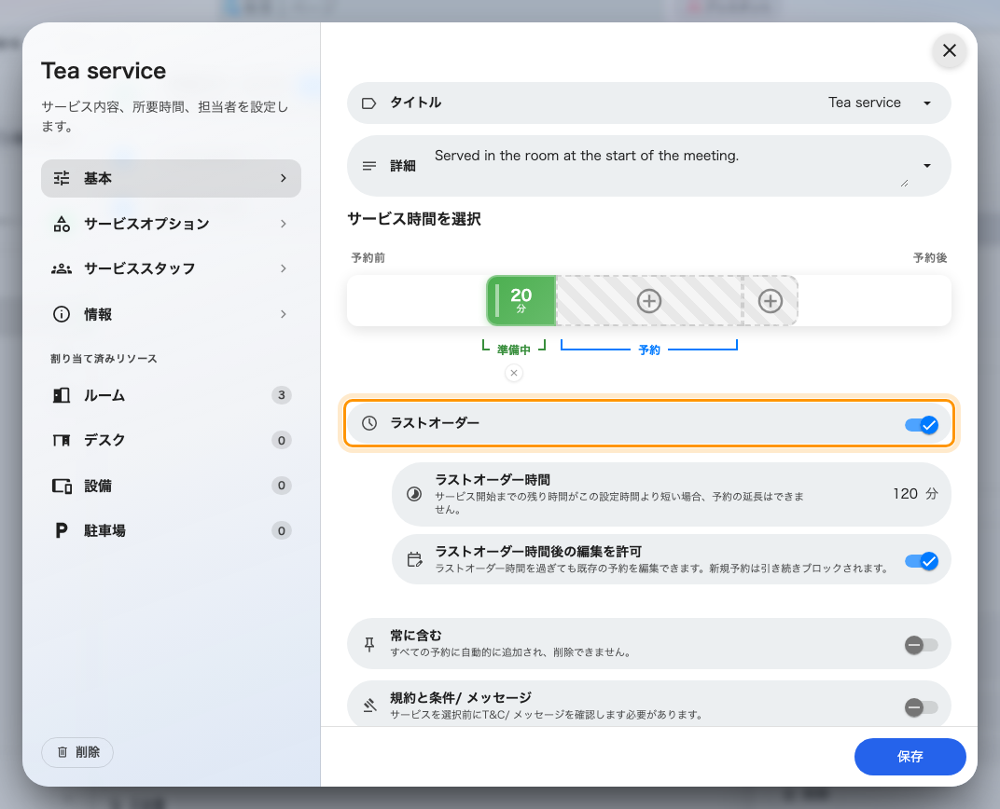 Tea service
サービス内容、所要時間、担当者を設定し
ます。
基本
サービスオプション
サービススタッフ
情報
割り当て済みリソース
ルーム 3
デスク 0
設備 0
駐車場 0
削除
タイトル Tea service
詳細 Served in the room at the start of the meeting.
サービス時間を選択
予約前 予約後
20
分
準備中 予約
ラストオーダー
ラストオーダー時間
サービス開始までの残り時間がこの設定時間より短い場合、予約の延長はできま
せん。
120 分
ラストオーダー時間後の編集を許可
ラストオーダー時間を過ぎても既存の予約を編集できます。新規予約は引き続きブロックされます。
常に含む
すべての予約に自動的に追加され、削除できません。
規約と条件/ メッセージ
サービスを選択前にT&C/ メッセージを確認します必要があります。
保存